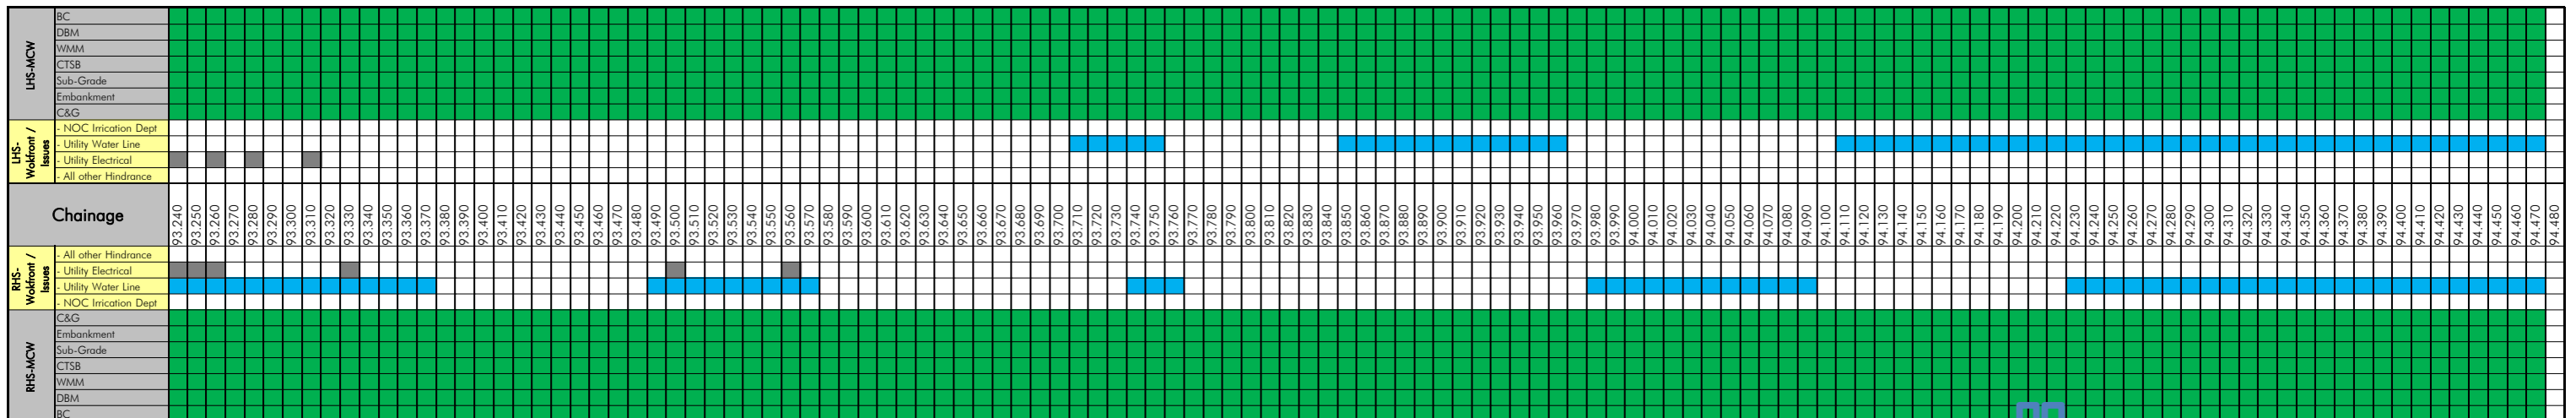 LHS-MCW
BC
DBM
WMM
CTSB
Sub-Grade
Embankment
C&G
LHS-
Wokfront /
Issues
- NOC Irrication Dept
- Utility Water Line
- Utility Electrical
- All other Hindrance
Chainage
93.240 93.250 93.260 93.270 93.280 93.290 93.300 93.310 93.320 93.330 93.340 93.350 93.360 93.370 93.380 93.390 93.400 93.410 93.420 93.430 93.440 93.450 93.460 93.470 93.480 93.490 93.500 93.510 93.520 93.530 93.540 93.550 93.560 93.570 93.580 93.590 93.600 93.610 93.620 93.630 93.640 93.650 93.660 93.670 93.680 93.690 93.700 93.710 93.720 93.730 93.740 93.750 93.760 93.770 93.780 93.790 93.800 93.810 93.820 93.830 93.840 93.850 93.860 93.870 93.880 93.890 93.900 93.910 93.920 93.930 93.940 93.950 93.960 93.970 93.980 93.990 94.000 94.010 94.020 94.030 94.040 94.050 94.060 94.070 94.080 94.090 94.100 94.110 94.120 94.130 94.140 94.150 94.160 94.170 94.180 94.190 94.200 94.210 94.220 94.230 94.240 94.250 94.260 94.270 94.280 94.290 94.300 94.310 94.320 94.330 94.340 94.350 94.360 94.370 94.380 94.390 94.400 94.410 94.420 94.430 94.440 94.450 94.460 94.470 94.480
RHS-
Wokfront /
Issues
- All other Hindrance
- Utility Electrical
- Utility Water Line
- NOC Irrication Dept
RHS-MCW
C&G
Embankment
Sub-Grade
CTSB
WMM
DBM
BC